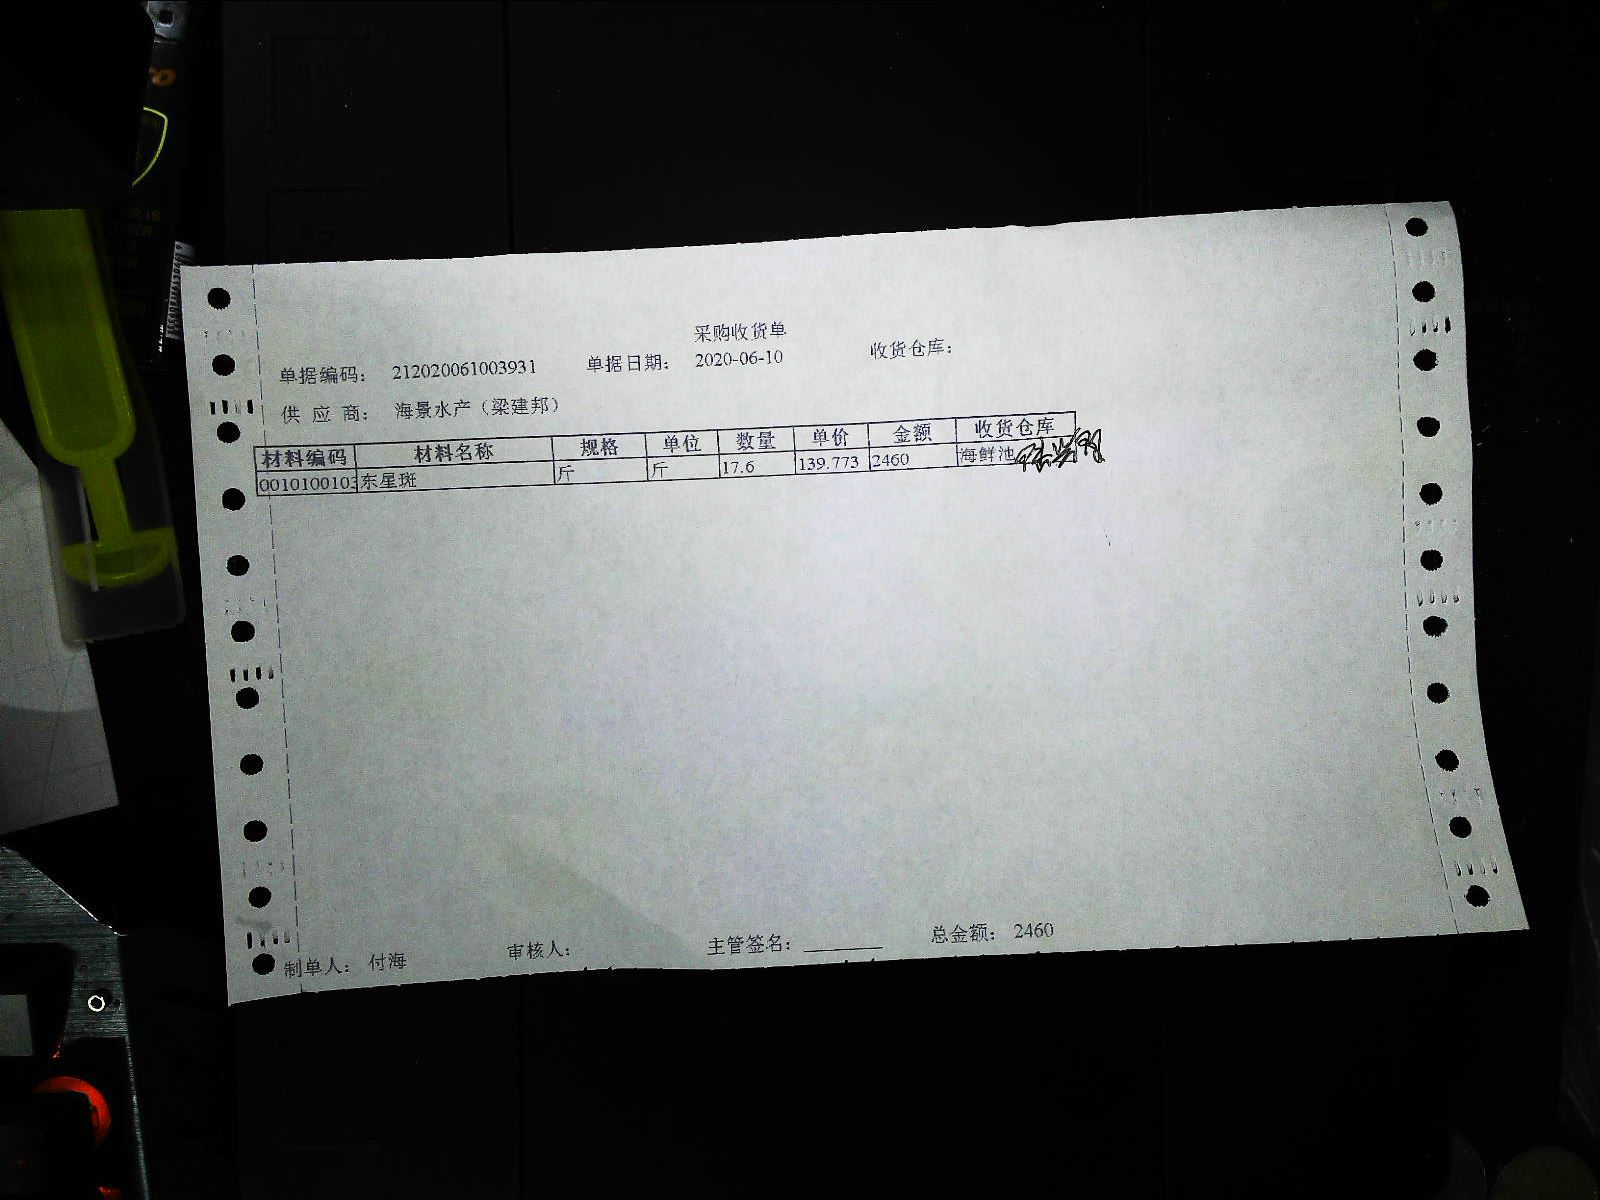 采购收货单
单据编码： 212020061003931 单据日期： 2020-06-10 收货仓库：
供 应 商： 海景水产（梁建邦）
材料编码 材料名称 规格 单位 数量 单价 金额 收货仓库
0010100103 东星斑 斤 斤 17.6 139.773 2460 海鲜池
制单人： 付海 审核人： 主管签名： 总金额： 2460